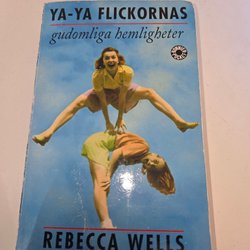 YA-YA FLICKORNAS
gudomliga hemligheter
REBECCA WELLS